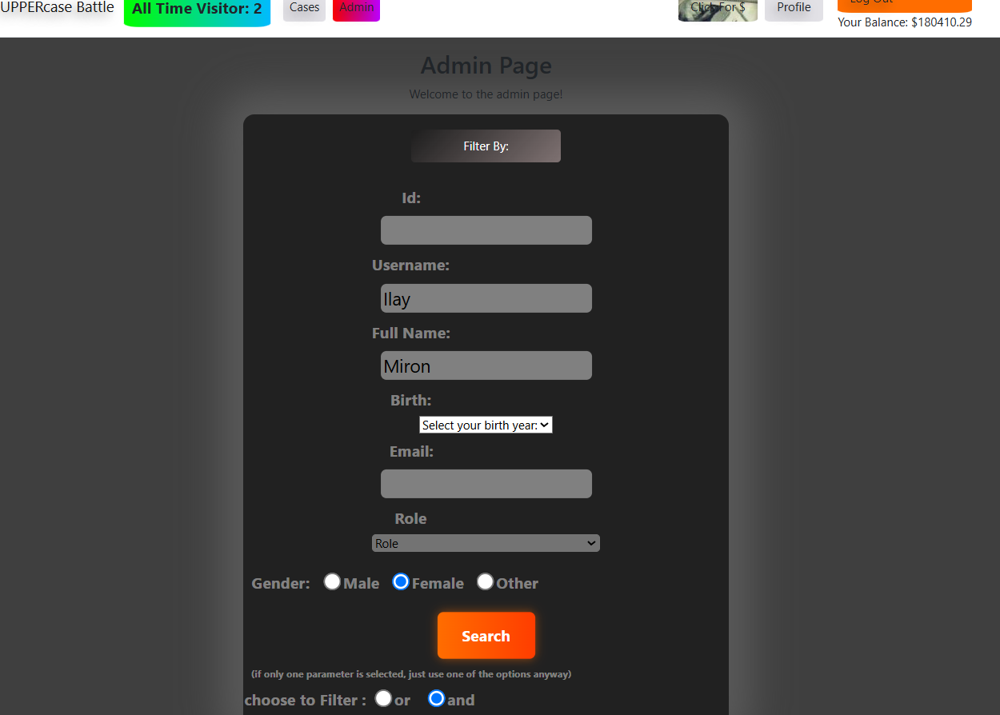 UPPERcase Battle All Time Visitor: 2 Cases Admin Click For $ Profile Log Out
Your Balance: $180410.29
Admin Page
Welcome to the admin page!
Filter By:
Id:
Username:
Ilay
Full Name:
Miron
Birth:
Select your birth year:
Email:
Role
Role
Gender: Male Female Other
Search
(if only one parameter is selected, just use one of the options anyway)
choose to Filter : or and